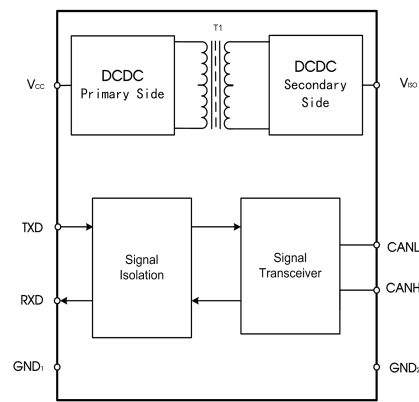 T1
DCDC
Primary Side
DCDC
Secondary
Side
VCC
VISO
TXD
RXD
Signal
Isolation
Signal
Transceiver
CANL
CANH
GND1
GND2